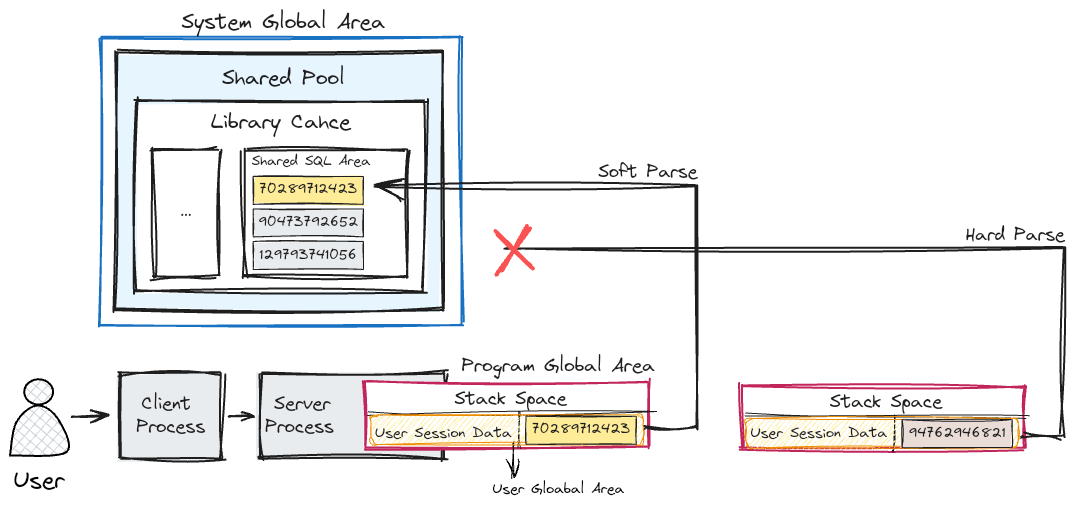 System Global Area
Shared Pool
Library Cahce
Shared SQL Area
...
70289712423
90473792652
129793741056
Soft Parse
Hard Parse
Program Global Area
Client
Process
Server
Process
Stack Space
User Session Data
70289712423
Stack Space
User Session Data
94762946821
User
User Gloabal Area